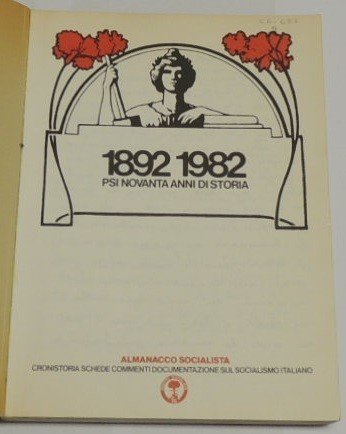 1892 1982
PSI NOVANTA ANNI DI STORIA
ALMANACCO SOCIALISTA
CRONISTORIA SCHEDE COMMENTI DOCUMENTAZIONE SUL SOCIALISMO ITALIANO